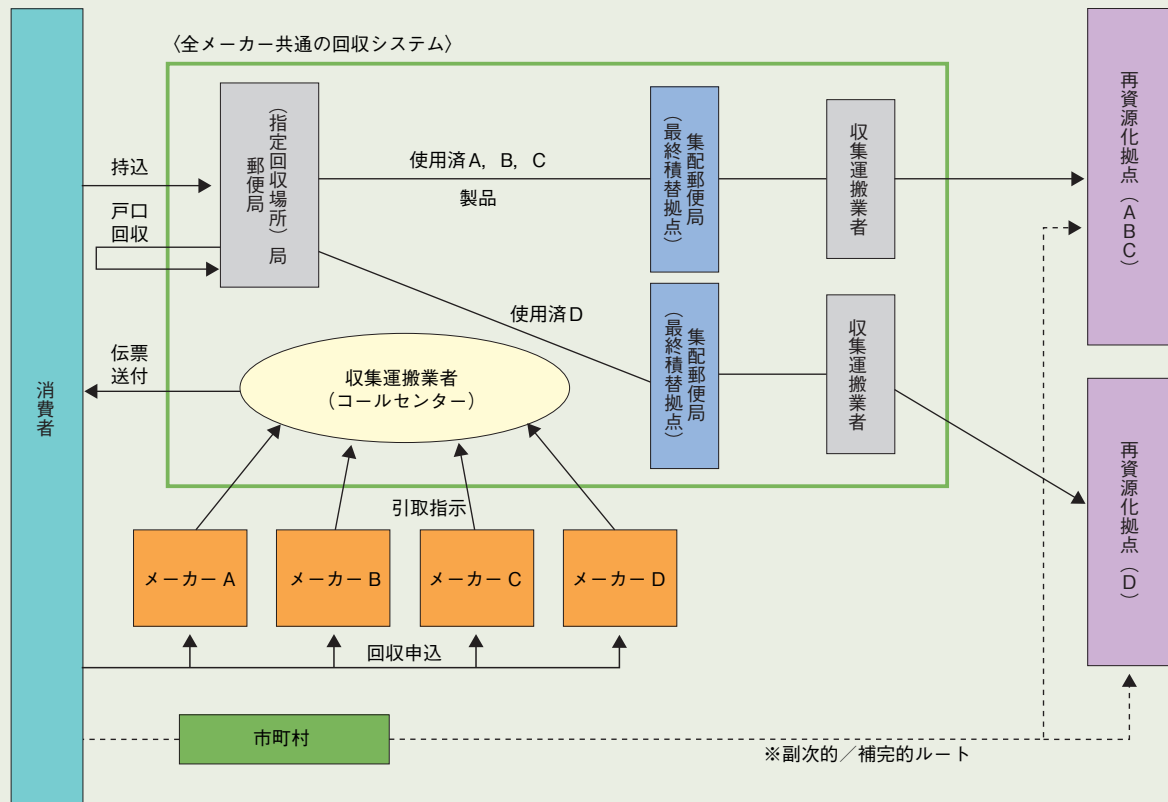 〈全メーカー共通の回収システム〉
消費者
持込
戸口
回収
伝票
送付
郵便局
（指定回収場所）局
使用済A，B，C
製品
使用済D
集配郵便局
（最終積替拠点）
収集運搬業者
再資源化拠点（ABC）
集配郵便局
（最終積替拠点）
収集運搬業者
再資源化拠点（D）
収集運搬業者
（コールセンター）
引取指示
メーカーA
メーカーB
メーカーC
メーカーD
回収申込
市町村
※副次的／補完的ルート